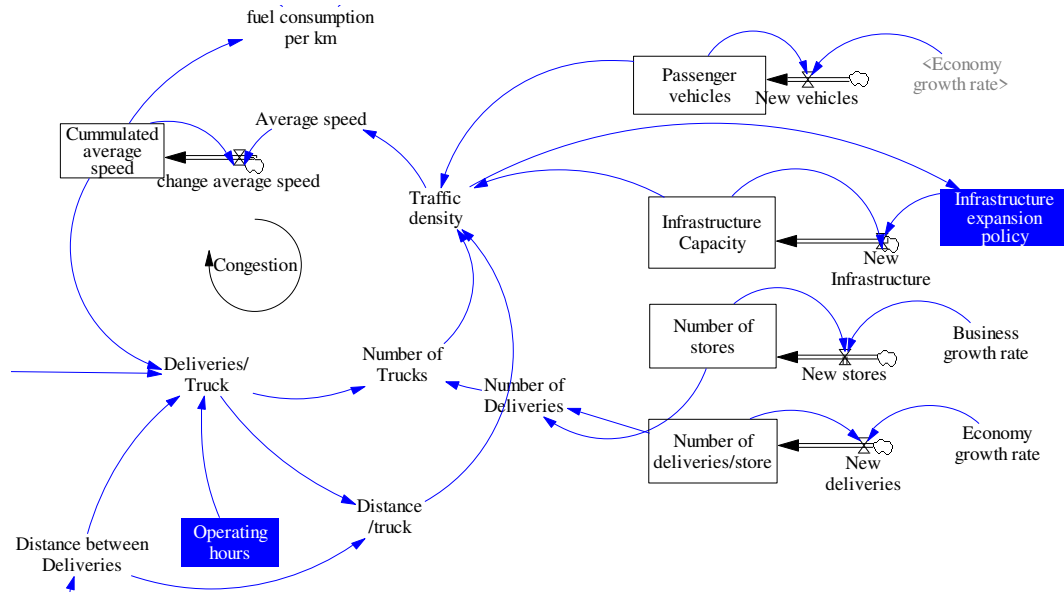 fuel consumption
per km
Passenger
vehicles
New vehicles
<Economy
growth rate>
Cummulated
average
speed
Average speed
change average speed
Traffic
density
Infrastructure
Capacity
New
Infrastructure
Infrastructure
expansion
policy
Congestion
Number of
stores
New stores
Business
growth rate
Deliveries/
Truck
Number of
Trucks
Number of
Deliveries
Number of
deliveries/store
New
deliveries
Economy
growth rate
Distance
/truck
Operating
hours
Distance between
Deliveries